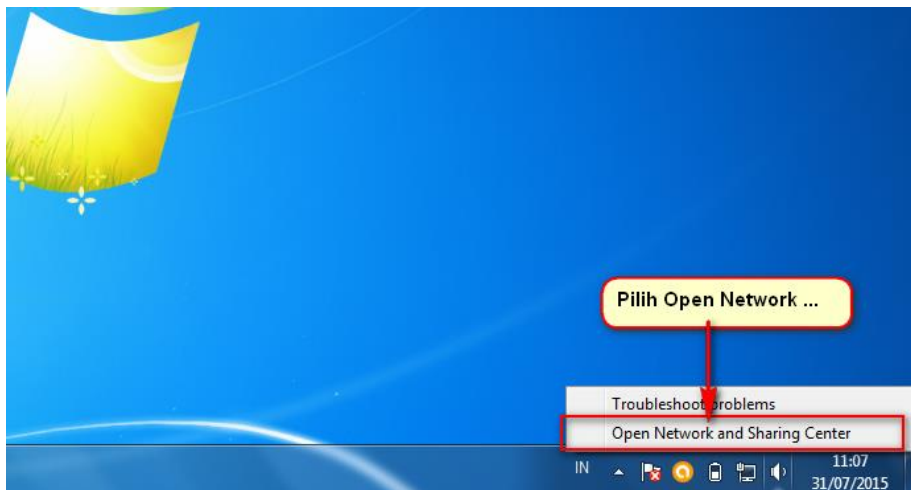 Pilih Open Network ...
Troubleshoot problems
Open Network and Sharing Center
IN
11:07
31/07/2015